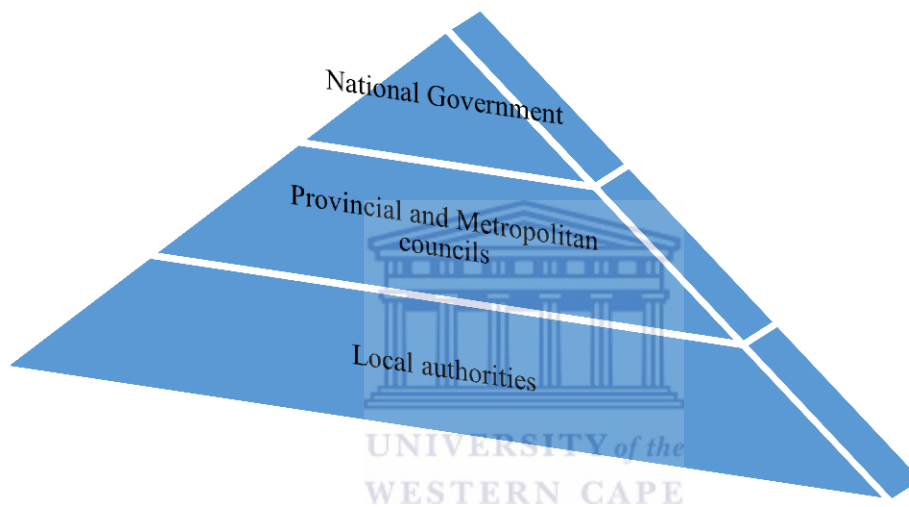 National Government
Provincial and Metropolitan
councils
Local authorities
UNIVERSITY of the
WESTERN CAPE